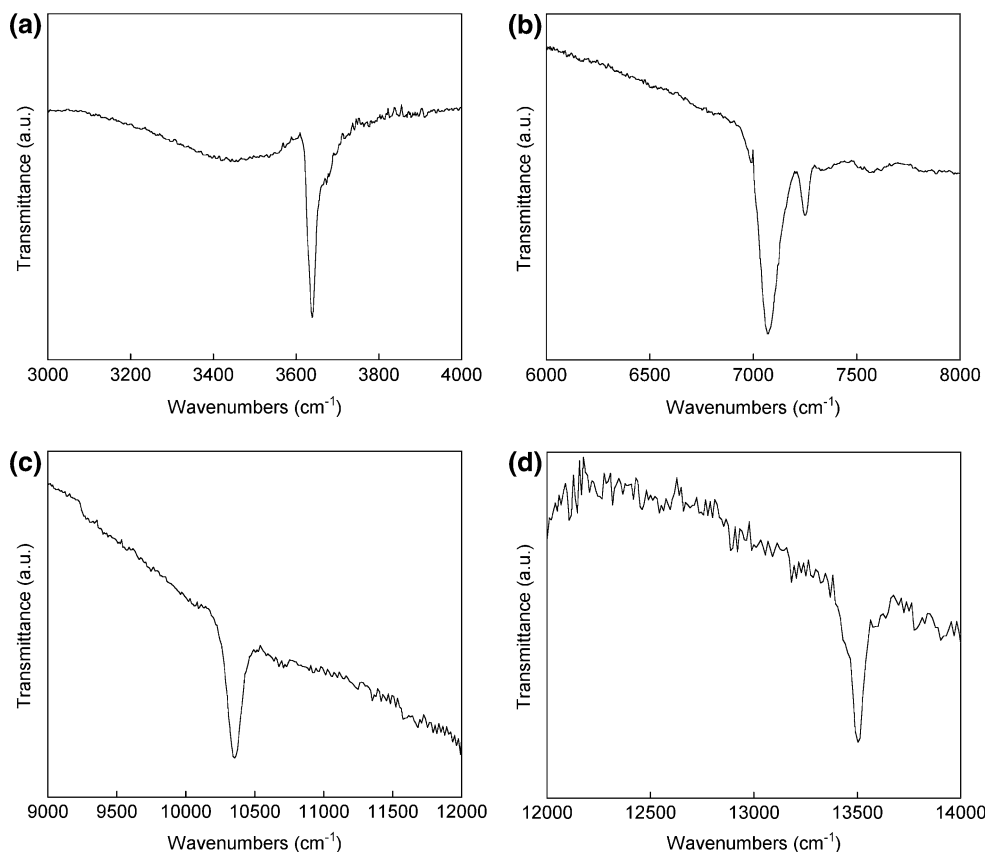 (a)
Transmittance (a.u.)
3000 3200 3400 3600 3800 4000
Wavenumbers (cm⁻¹)
(b)
Transmittance (a.u.)
6000 6500 7000 7500 8000
Wavenumbers (cm⁻¹)
(c)
Transmittance (a.u.)
9000 9500 10000 10500 11000 11500 12000
Wavenumbers (cm⁻¹)
(d)
Transmittance (a.u.)
12000 12500 13000 13500 14000
Wavenumbers (cm⁻¹)